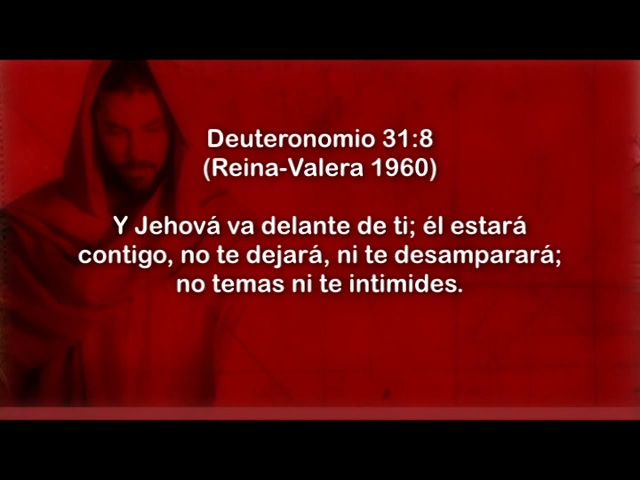 Deuteronomio 31:8
(Reina-Valera 1960)
Y Jehová va delante de ti; él estará
contigo, no te dejará, ni te desamparará;
no temas ni te intimides.